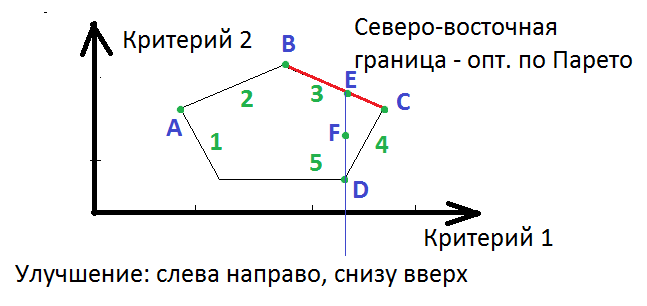 Северо-восточная
граница - опт. по Парето
Критерий 2
B
E
3
2
C
A
F
1
4
5
D
Критерий 1
Улучшение: слева направо, снизу вверх